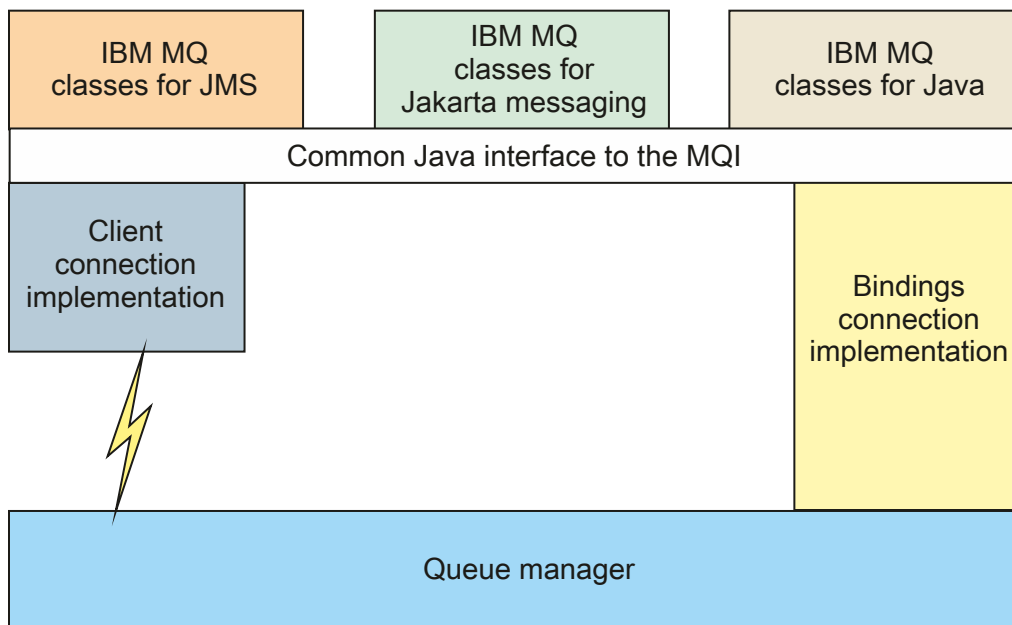 IBM MQ
classes for JMS
IBM MQ
classes for
Jakarta messaging
IBM MQ
classes for Java
Common Java interface to the MQI
Client
connection
implementation
Bindings
connection
implementation
Queue manager